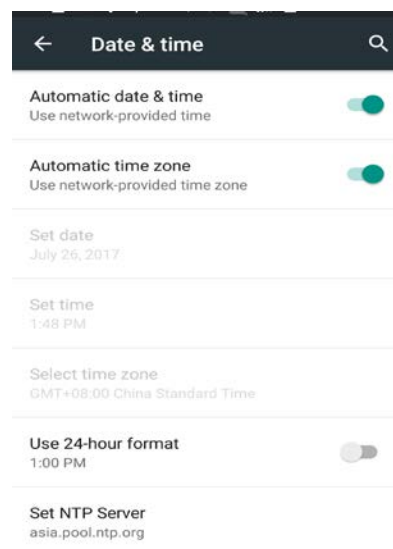 Date & time
Automatic date & time
Use network-provided time
Automatic time zone
Use network-provided time zone
Set date
July 26, 2017
Set time
1:48 PM
Select time zone
GMT+08:00 China Standard Time
Use 24-hour format
1:00 PM
Set NTP Server
asia.pool.ntp.org